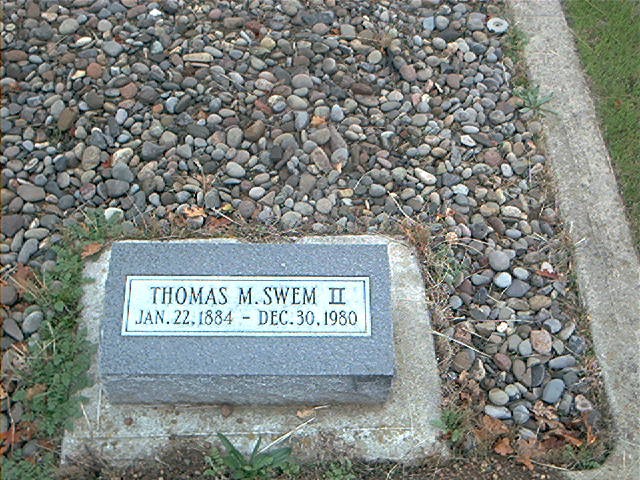 THOMAS M. SWEM II
JAN. 22, 1884 - DEC. 30, 1980